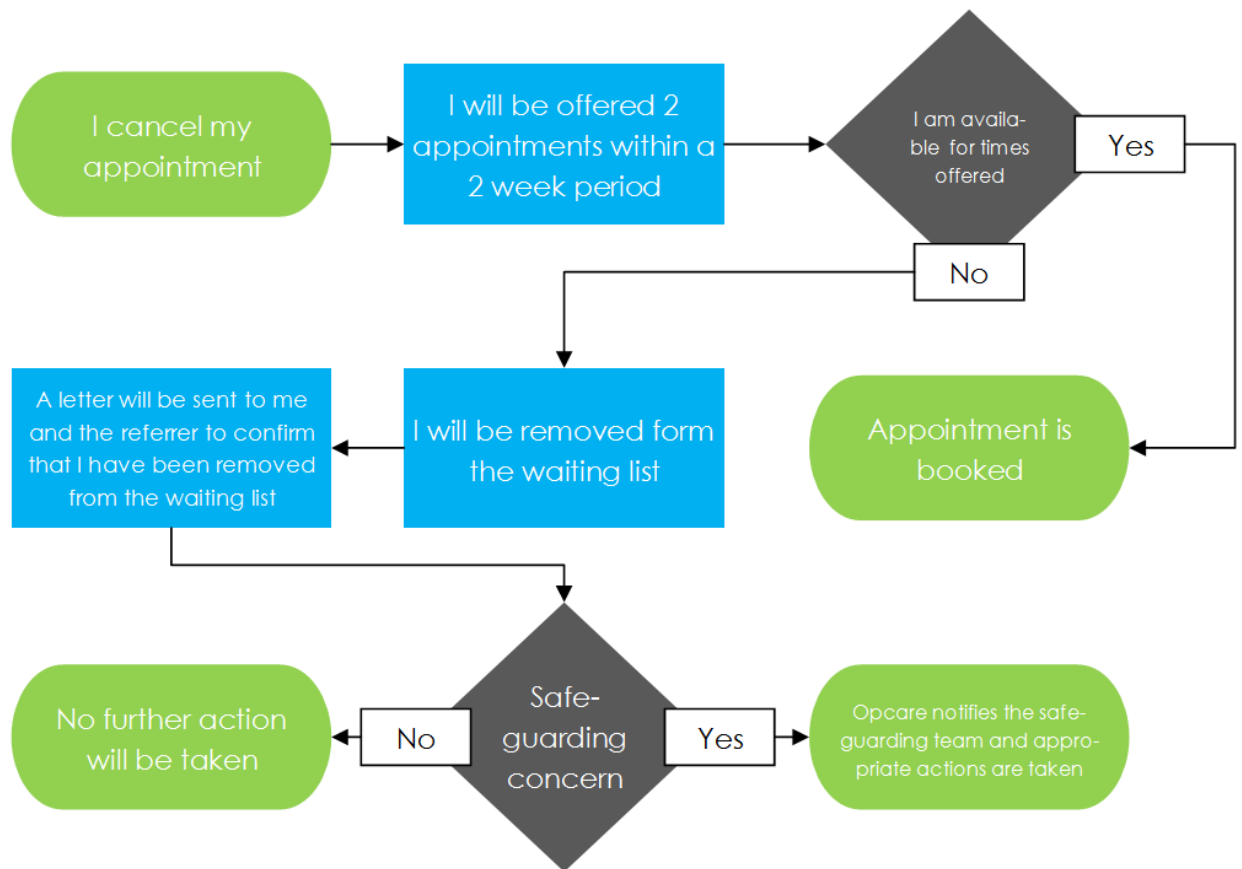 I cancel my
appointment
I will be offered 2
appointments within a
2 week period
I am availa-
ble for times
offered
Yes
No
A letter will be sent to me
and the referrer to confirm
that I have been removed
from the waiting list
I will be removed form
the waiting list
Appointment is
booked
No further action
will be taken
No
Safe-
guarding
concern
Yes
Opcare notifies the safe-
guarding team and appro-
priate actions are taken